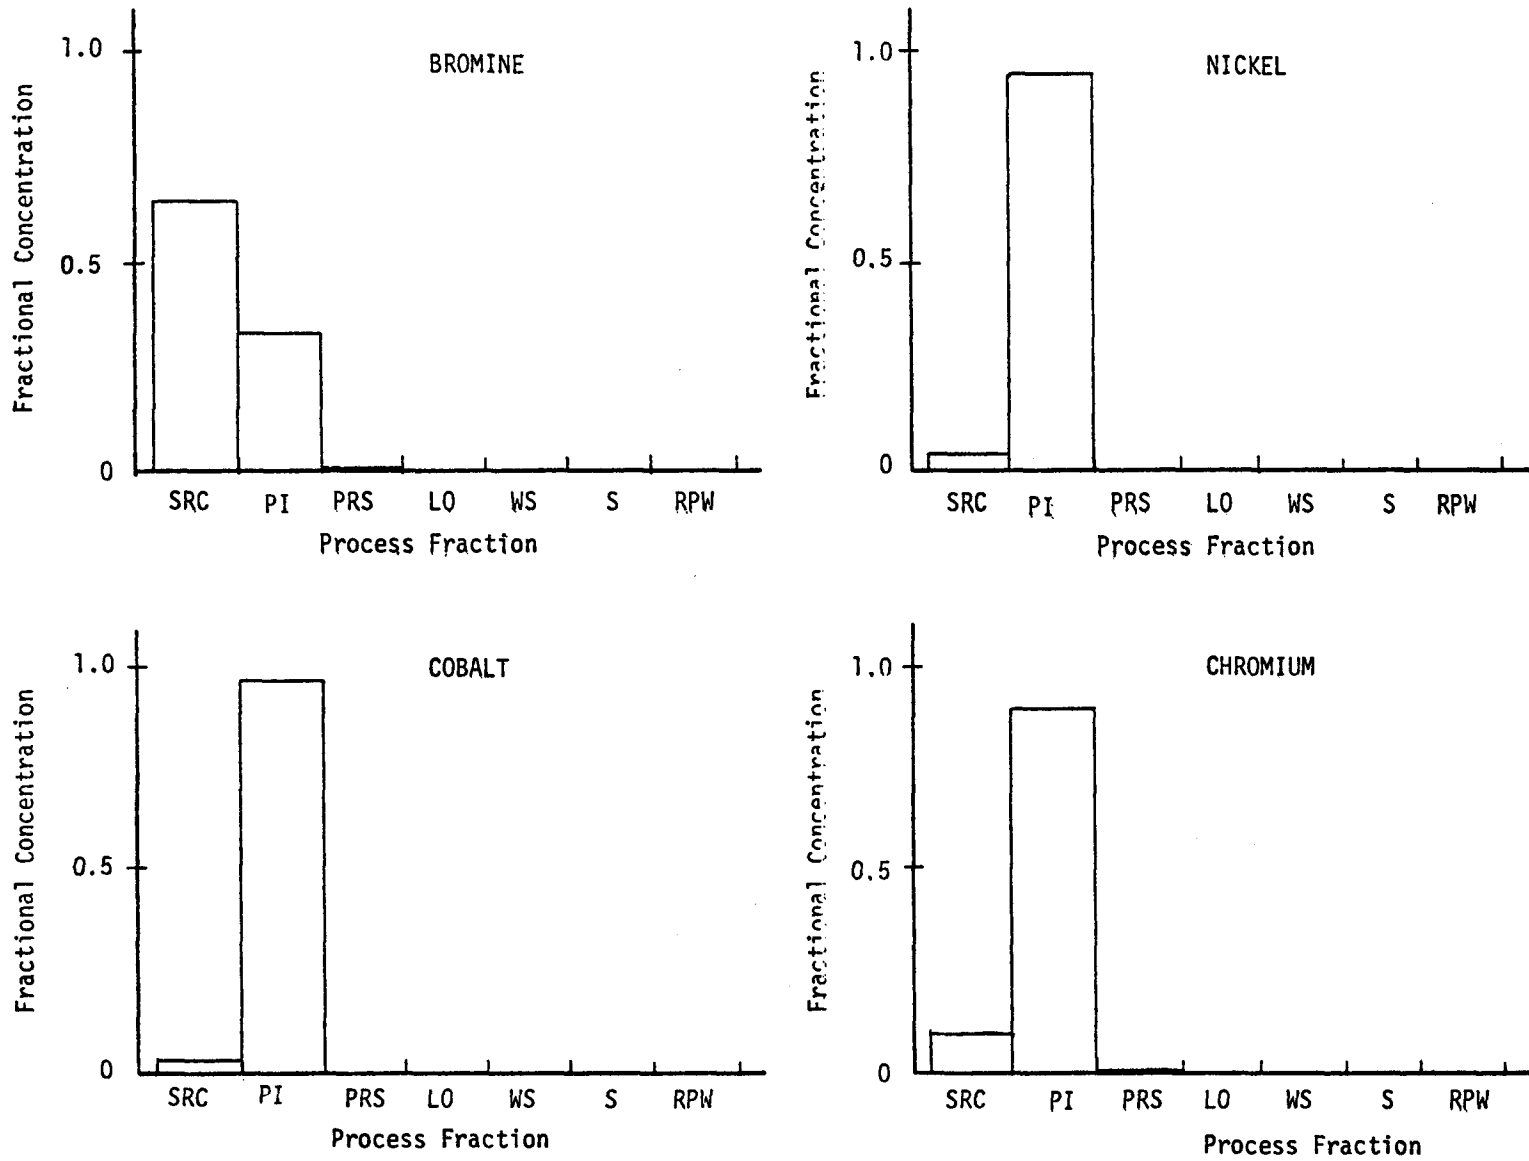 BROMINE
Fractional Concentration
1.0
0.5
0
SRC PI PRS LO WS S RPW
Process Fraction
NICKEL
Fractional Concentration
1.0
0.5
0
SRC PI PRS LO WS S RPW
Process Fraction
COBALT
Fractional Concentration
1.0
0.5
0
SRC PI PRS LO WS S RPW
Process Fraction
CHROMIUM
Fractional Concentration
1.0
0.5
0
SRC PI PRS LO WS S RPW
Process Fraction